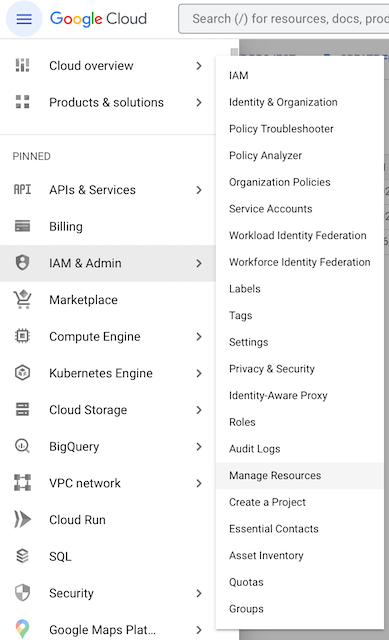 Google Cloud
Search (/) for resources, docs, prod
Cloud overview
Products & solutions
PINNED
API APIs & Services
Billing
IAM & Admin
Marketplace
Compute Engine
Kubernetes Engine
Cloud Storage
BigQuery
VPC network
Cloud Run
SQL
Security
Google Maps Plat...
IAM
Identity & Organization
Policy Troubleshooter
Policy Analyzer
Organization Policies
Service Accounts
Workload Identity Federation
Workforce Identity Federation
Labels
Tags
Settings
Privacy & Security
Identity-Aware Proxy
Roles
Audit Logs
Manage Resources
Create a Project
Essential Contacts
Asset Inventory
Quotas
Groups